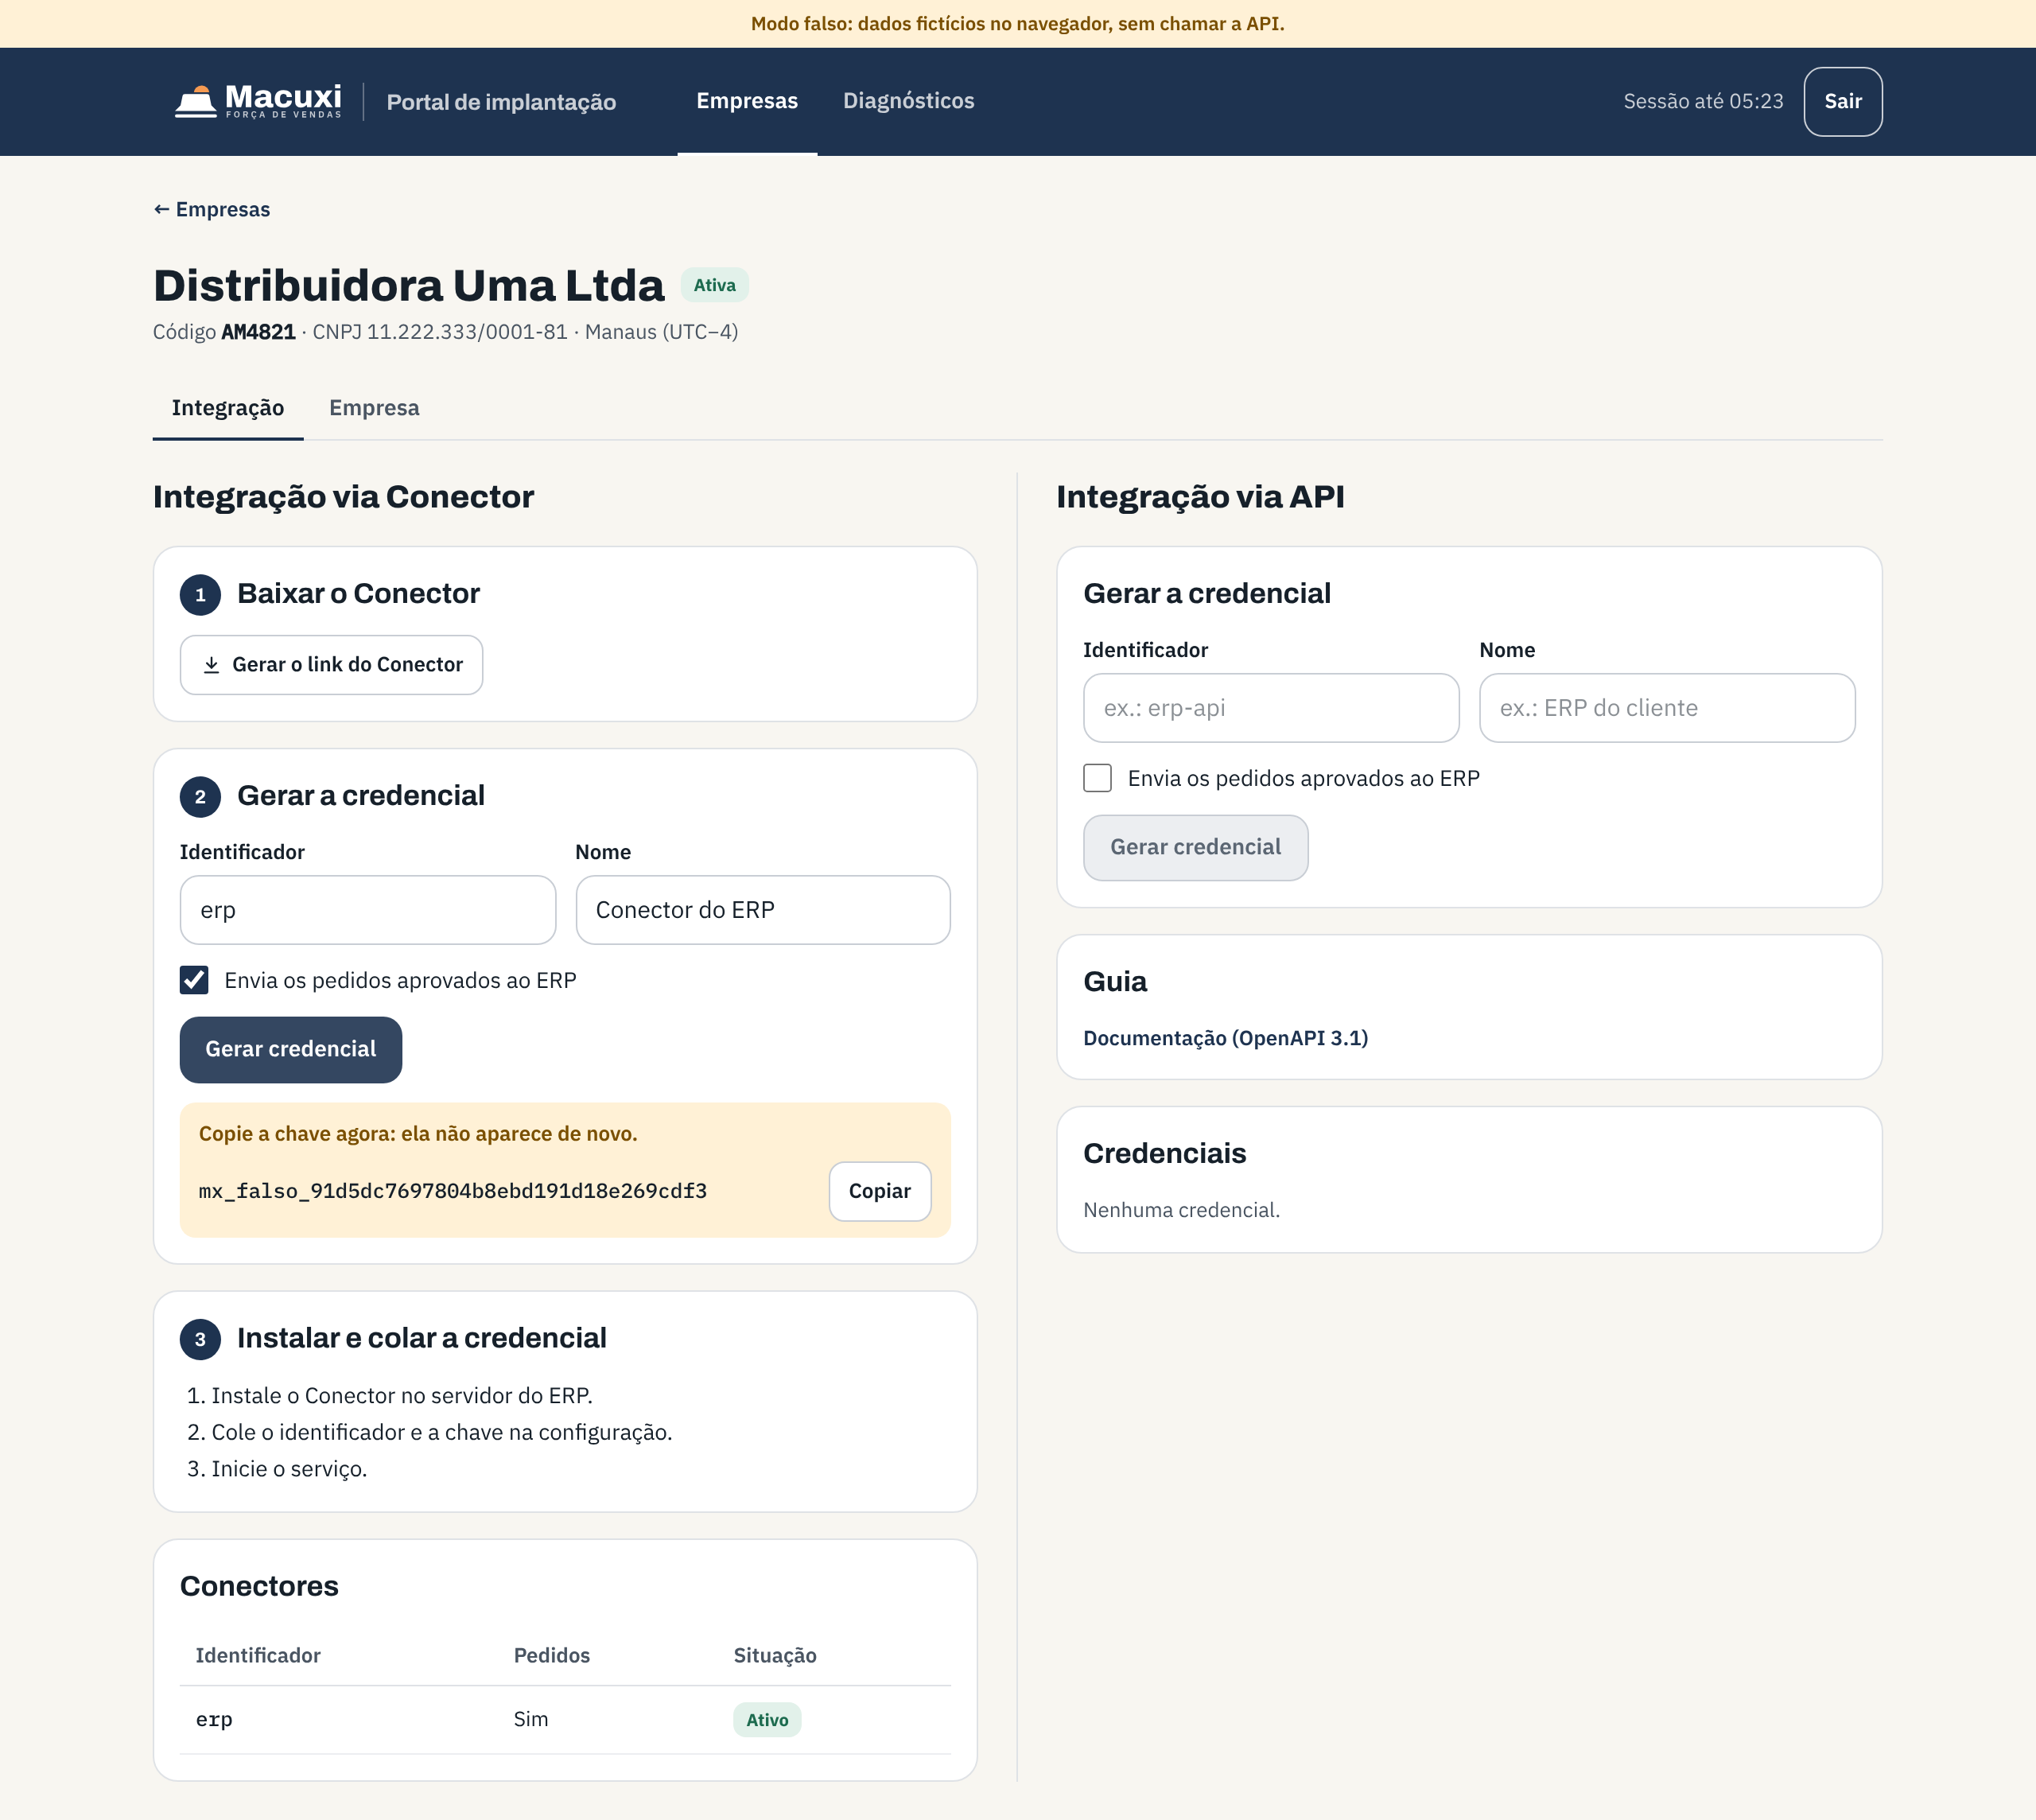 Modo falso: dados fictícios no navegador, sem chamar a API.
Macuxi
FORÇA DE VENDAS
Portal de implantação
Empresas
Diagnósticos
Sessão até 05:23
Sair
← Empresas
Distribuidora Uma Ltda
Ativa
Código AM4821 · CNPJ 11.222.333/0001-81 · Manaus (UTC−4)
Integração
Empresa
Integração via Conector
1 Baixar o Conector
Gerar o link do Conector
2 Gerar a credencial
Identificador
Nome
erp
Conector do ERP
Envia os pedidos aprovados ao ERP
Gerar credencial
Copie a chave agora: ela não aparece de novo.
mx_falso_91d5dc7697804b8ebd191d18e269cdf3
Copiar
3 Instalar e colar a credencial
1. Instale o Conector no servidor do ERP.
2. Cole o identificador e a chave na configuração.
3. Inicie o serviço.
Conectores
Identificador Pedidos Situação
erp Sim Ativo
Integração via API
Gerar a credencial
Identificador
Nome
ex.: erp-api
ex.: ERP do cliente
Envia os pedidos aprovados ao ERP
Gerar credencial
Guia
Documentação (OpenAPI 3.1)
Credenciais
Nenhuma credencial.